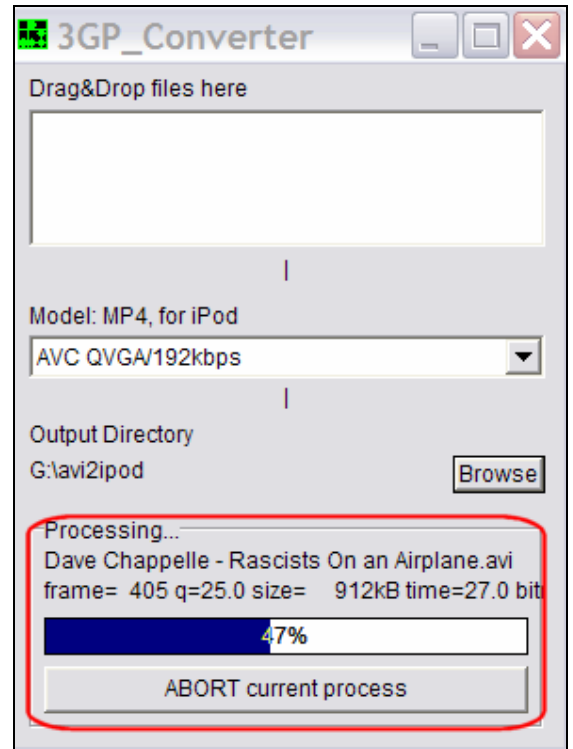 3GP_Converter
Drag&Drop files here
|
Model: MP4, for iPod
AVC QVGA/192kbps
|
Output Directory
G:\avi2ipod
Browse
Processing...
Dave Chappelle - Rascists On an Airplane.avi
frame= 405 q=25.0 size= 912kB time=27.0 bit
47%
ABORT current process